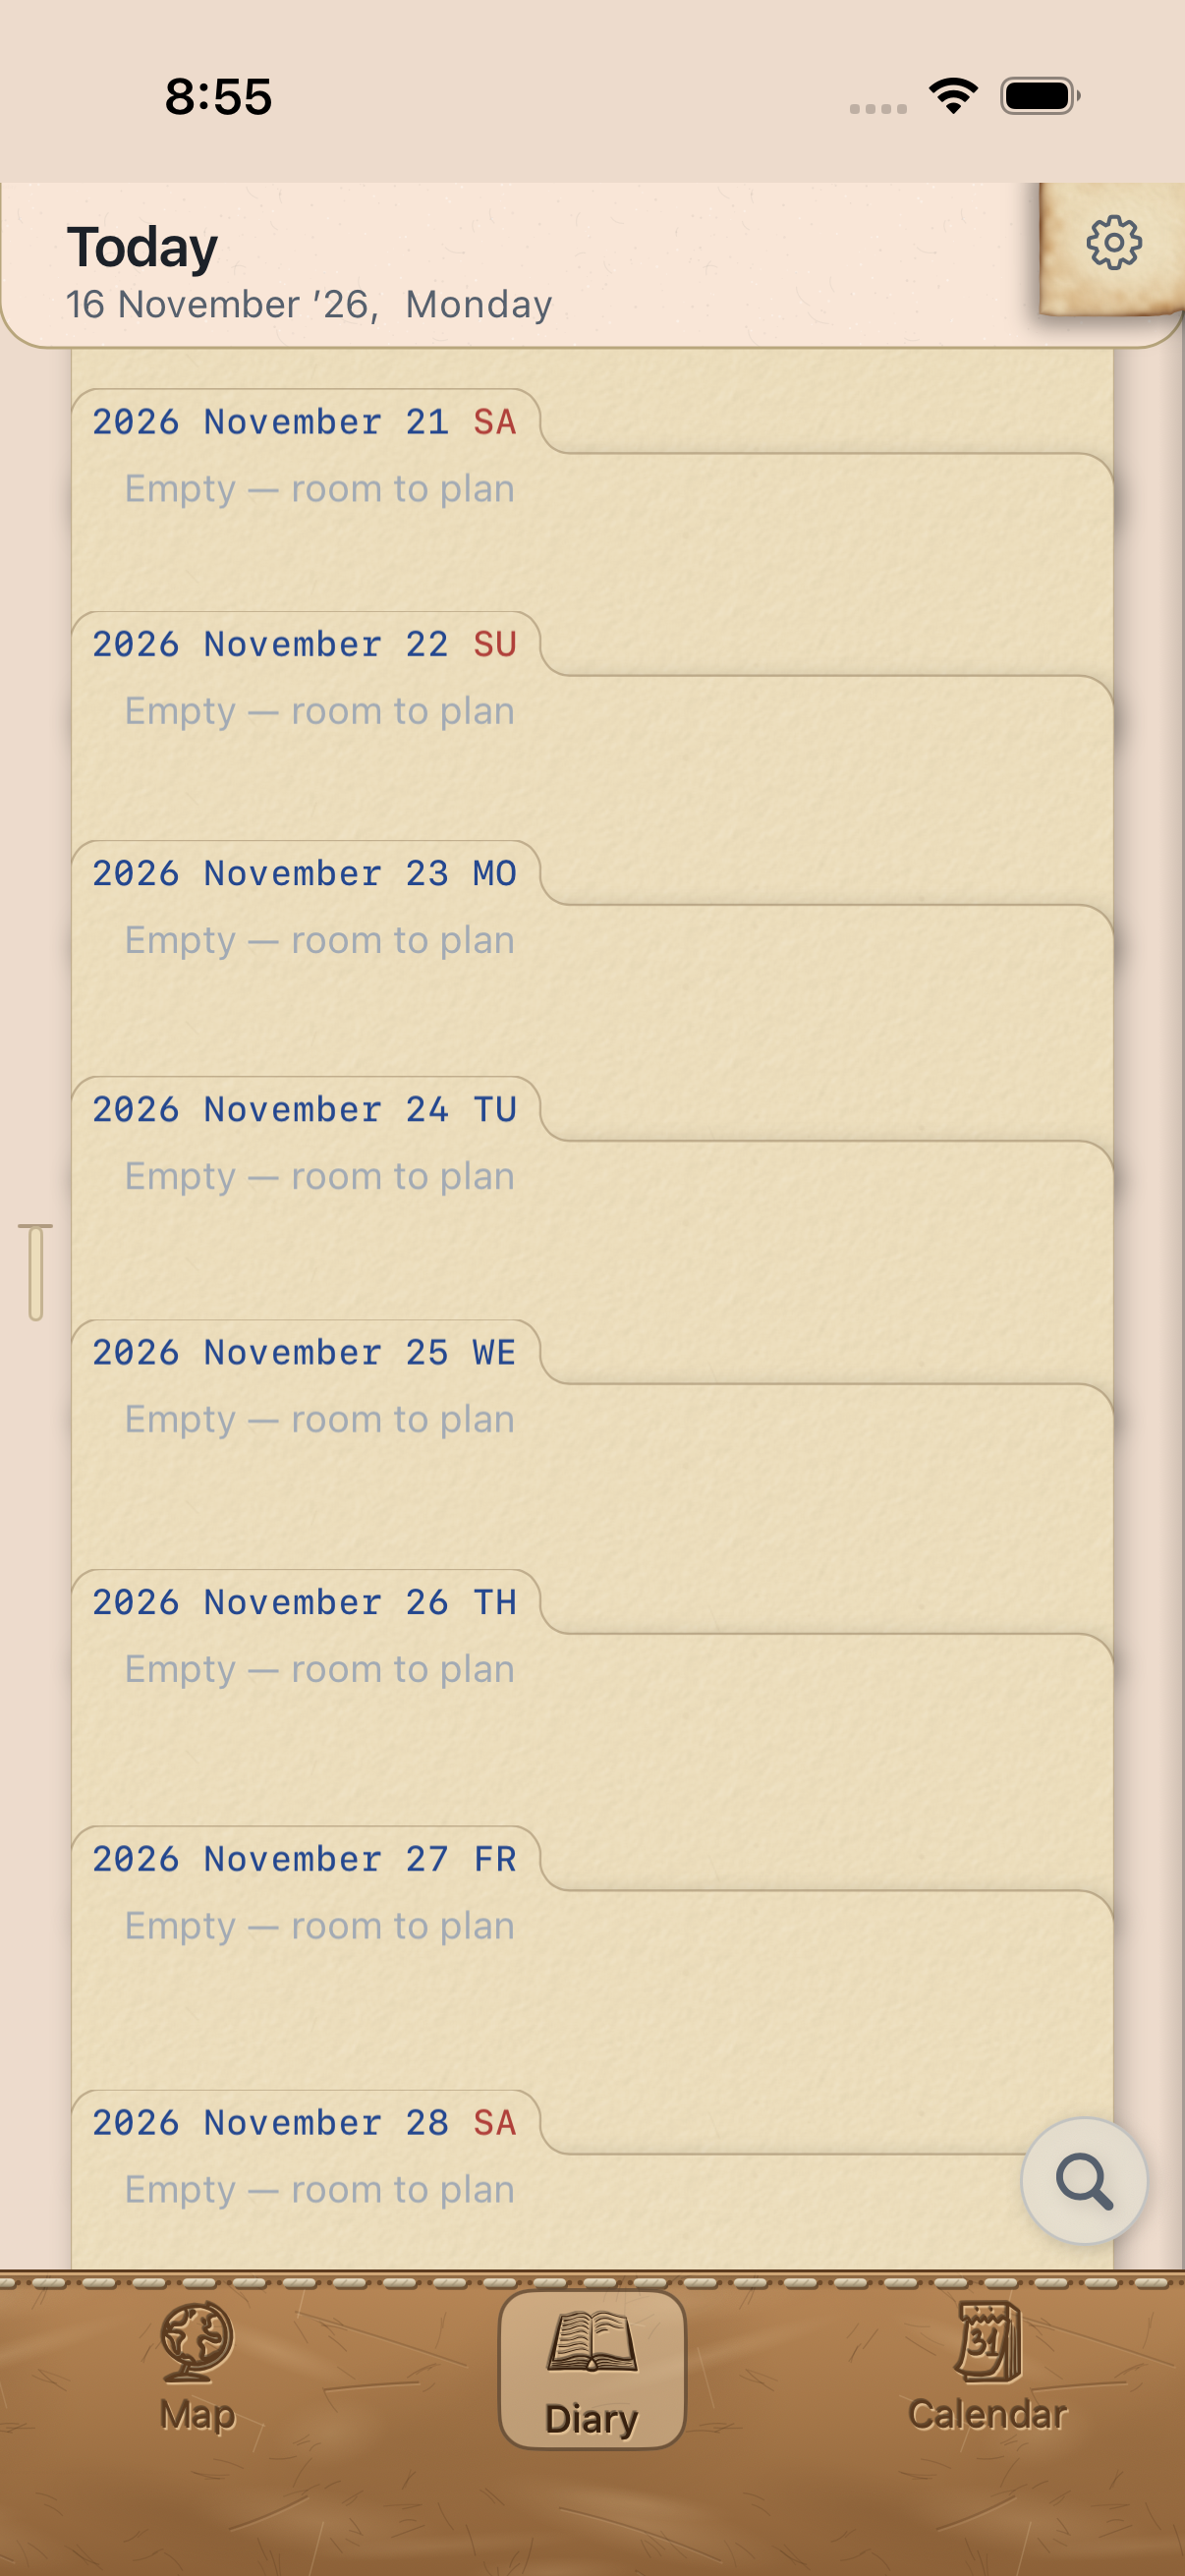 8:55
Today
16 November ’26, Monday
2026 November 21 SA
Empty — room to plan
2026 November 22 SU
Empty — room to plan
2026 November 23 MO
Empty — room to plan
2026 November 24 TU
Empty — room to plan
2026 November 25 WE
Empty — room to plan
2026 November 26 TH
Empty — room to plan
2026 November 27 FR
Empty — room to plan
2026 November 28 SA
Empty — room to plan
31
Map
Diary
Calendar